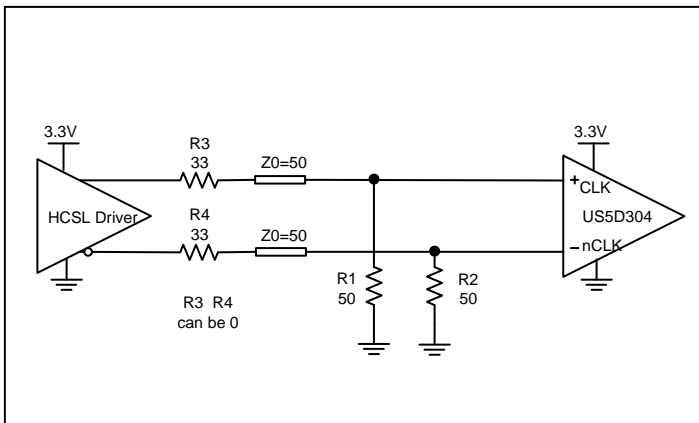 3.3V
R3
33
Z0=50
3.3V
+
CLK
HCSL Driver
R4
33
Z0=50
US5D304
−
nCLK
R1
50
R2
50
R3 R4
can be 0